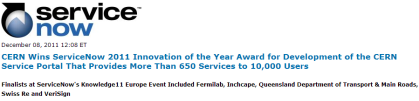 service
now
December 08, 2011 12:08 ET
CERN Wins ServiceNow 2011 Innovation of the Year Award for Development of the CERN
Service Portal That Provides More Than 650 Services to 10,000 Users
Finalists at ServiceNow's Knowledge11 Europe Event Included Fermilab, Inchcape, Queensland Department of Transport & Main Roads,
Swiss Re and VeriSign